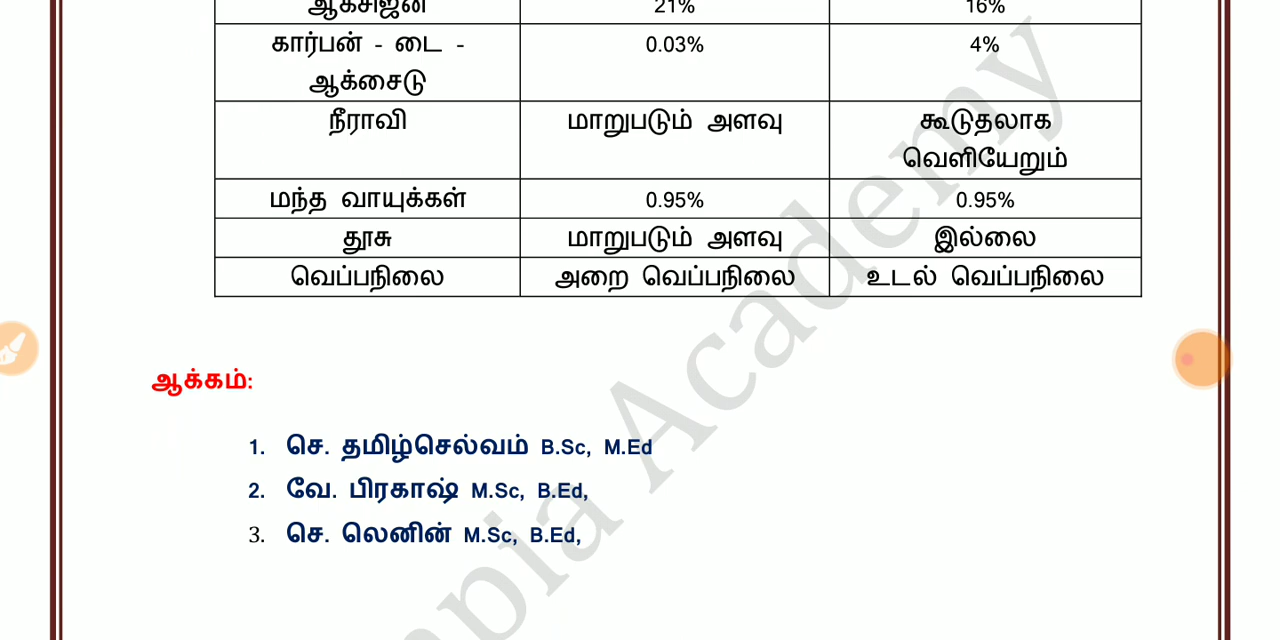 ஆக்சிஜன் 21% 16%
கார்பன் - டை - 0.03% 4%
ஆக்சைடு
நீராவி மாறுபடும் அளவு கூடுதலாக
வெளியேறும்
மந்த வாயுக்கள் 0.95% 0.95%
தூசு மாறுபடும் அளவு இல்லை
வெப்பநிலை அறை வெப்பநிலை உடல் வெப்பநிலை
ஆக்கம்:
1. செ. தமிழ்செல்வம் B.Sc, M.Ed
2. வே. பிரகாஷ் M.Sc, B.Ed,
3. செ. லெனின் M.Sc, B.Ed,
Academy